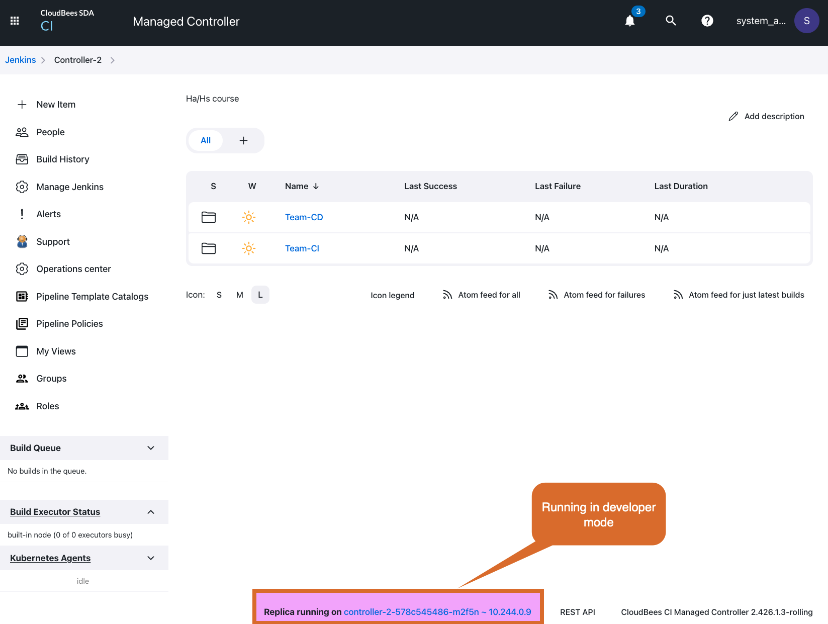 CloudBees SDA
CI
Managed Controller
3
system_a...
S
Jenkins
Controller-2
New Item
People
Build History
Manage Jenkins
Alerts
Support
Operations center
Pipeline Template Catalogs
Pipeline Policies
My Views
Groups
Roles
Build Queue
No builds in the queue.
Build Executor Status
built-in node (0 of 0 executors busy)
Kubernetes Agents
idle
Ha/Hs course
Add description
All +
S W Name ↓ Last Success Last Failure Last Duration
Team-CD N/A N/A N/A
Team-CI N/A N/A N/A
Icon: S M L
Icon legend
Atom feed for all
Atom feed for failures
Atom feed for just latest builds
Running in developer
mode
Replica running on controller-2-578c545486-m2f5n ~ 10.244.0.9
REST API
CloudBees CI Managed Controller 2.426.1.3-rolling